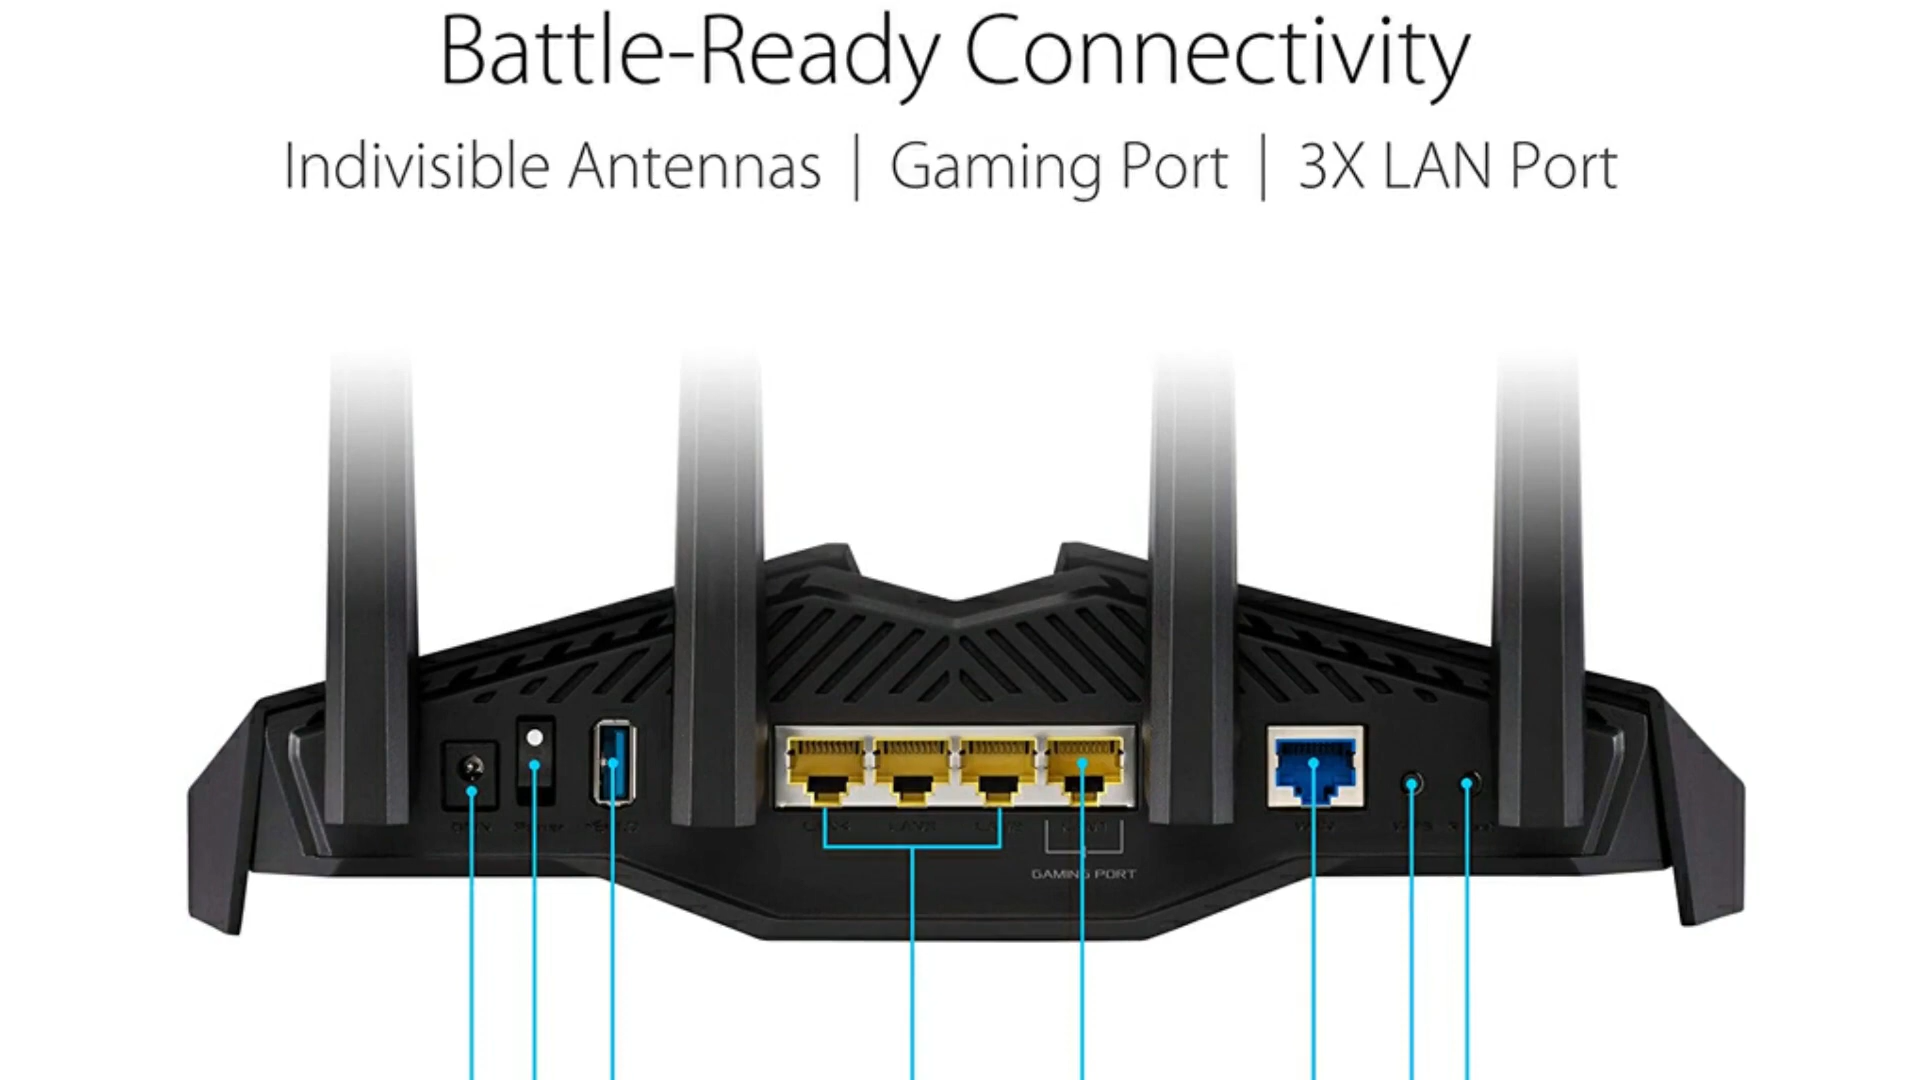 Battle-Ready Connectivity
Indivisible Antennas | Gaming Port | 3X LAN Port
GAMING PORT